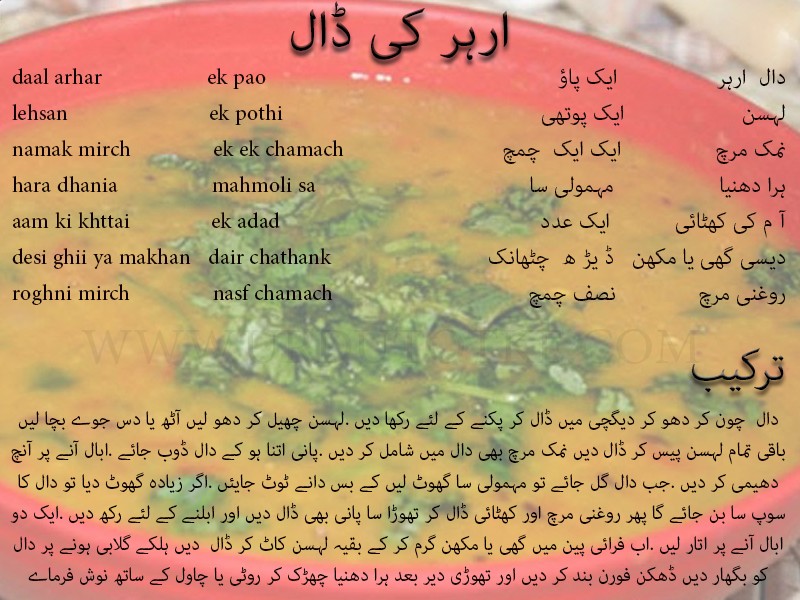 ارہر کی ڈال
daal arhar ek pao ایک پاؤ دال ارہر
lehsan ek pothi ایک پوتھی لہسن
namak mirch ek ek chamach ایک ایک چمچ نمک مرچ
hara dhania mahmoli sa مہمولی سا ہرا دھنیا
aam ki khttai ek adad ایک عدد آ م کی کھٹائی
desi ghii ya makhan dair chathank ڈ یڑ ھ چٹھانک دیسی گھی یا مکھن
roghni mirch nasf chamach نصف چمچ روغنی مرچ
ترکیب
دال چون کر دھو کر دیگچی میں ڈال کر پکنے کے لئے رکھا دیں .لہسن چھیل کر دھو لیں آٹھ یا دس جوے بچا لیں
باقی تمام لہسن پیس کر ڈال دیں نمک مرچ بھی دال میں شامل کر دیں .پانی اتنا ہو کے دال ڈوب جائے .ابال آنے پر آنچ
دھیمی کر دیں .جب دال گل جائے تو مہمولی سا گھوٹ لیں کے بس دانے ٹوٹ جایئں .اگر زیادہ گھوٹ دیا تو دال کا
سوپ سا بن جائے گا پھر روغنی مرچ اور کھٹائی ڈال کر تھوڑا سا پانی بھی ڈال دیں اور ابلنے کے لئے رکھ دیں .ایک دو
ابال آنے پر اتار لیں .اب فرائی پین میں گھی یا مکھن گرم کر کے بقیہ لہسن کاٹ کر ڈال دیں ہلکے گلابی ہونے پر دال
کو بگھار دیں ڈھکن فورن بند کر دیں اور تھوڑی دیر بعد ہرا دھنیا چھڑک کر روٹی یا چاول کے ساتھ نوش فرماے